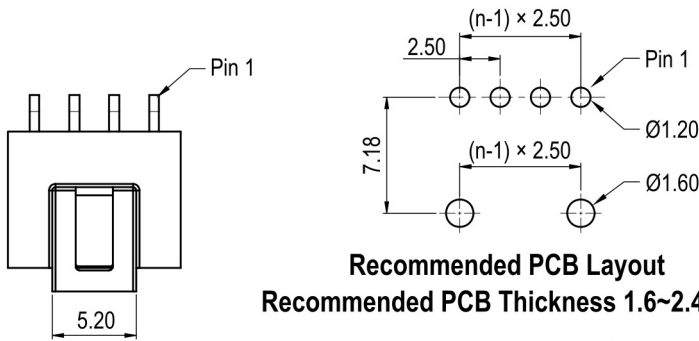 Pin 1
5.20
(n-1) × 2.50
2.50
Pin 1
Ø1.20
7.18
(n-1) × 2.50
Ø1.60
Recommended PCB Layout
Recommended PCB Thickness 1.6~2.4